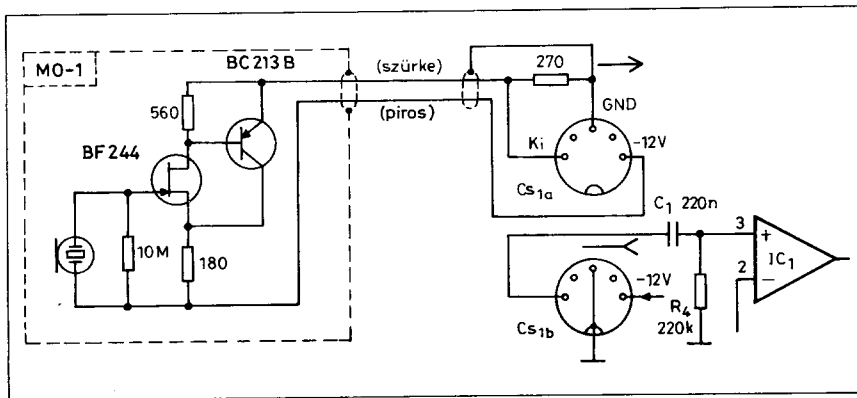 MO-1
BC 213 B
(szürke)
270
GND
560
(piros)
BF 244
Ki
-12V
Cs1a
10M
180
C1 220n
3
+
IC1
2
-
-12V
R4
220k
Cs1b